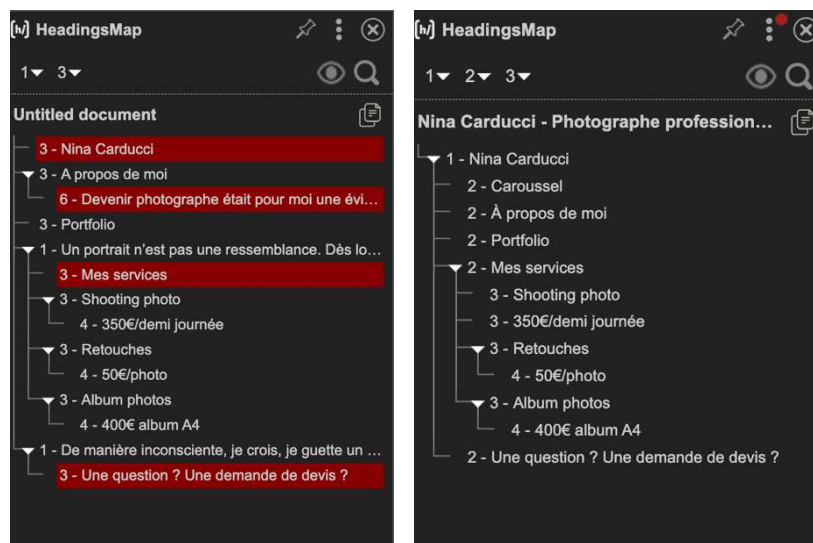 [h/] HeadingsMap
1 3
Untitled document
3 - Nina Carducci
3 - A propos de moi
6 - Devenir photographe était pour moi une évi...
3 - Portfolio
1 - Un portrait n'est pas une ressemblance. Dès lo...
3 - Mes services
3 - Shooting photo
4 - 350€/demi journée
3 - Retouches
4 - 50€/photo
3 - Album photos
4 - 400€ album A4
1 - De manière inconsciente, je crois, je guette un ...
3 - Une question ? Une demande de devis ?
[h/] HeadingsMap
1 2 3
Nina Carducci - Photographe profession...
1 - Nina Carducci
2 - Caroussel
2 - À propos de moi
2 - Portfolio
2 - Mes services
3 - Shooting photo
3 - 350€/demi journée
3 - Retouches
4 - 50€/photo
3 - Album photos
4 - 400€ album A4
2 - Une question ? Une demande de devis ?